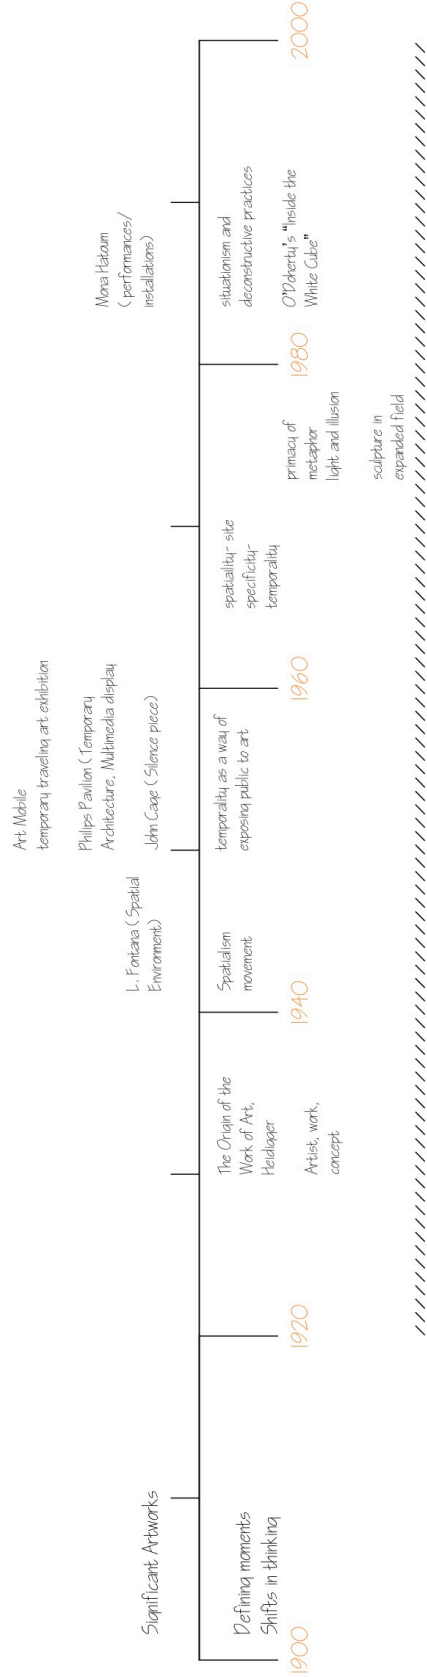 Significant Artworks
Defining moments
Shifts in thinking
1900
1920
The Origin of the
Work of Art,
Heidigger
Artist, work,
concept
1940
L. Fontana ( Spatial
Environment)
Spatialism
movement
Art Mobile
temporary traveling art exhibition
Philips Pavilion ( Temporary
Architecture, Multimedia display
John Cage ( Silence piece)
temporality as a way of
exposing public to art
1960
spatiality- site
specificity-
temporality
primacy of
metaphor
light and illusion
sculpture in
expanded field
1980
Mona Hatoum
( performances/
installations)
situationism and
deconstructive practices
O'Doherty's "Inside the
White Cube"
2000